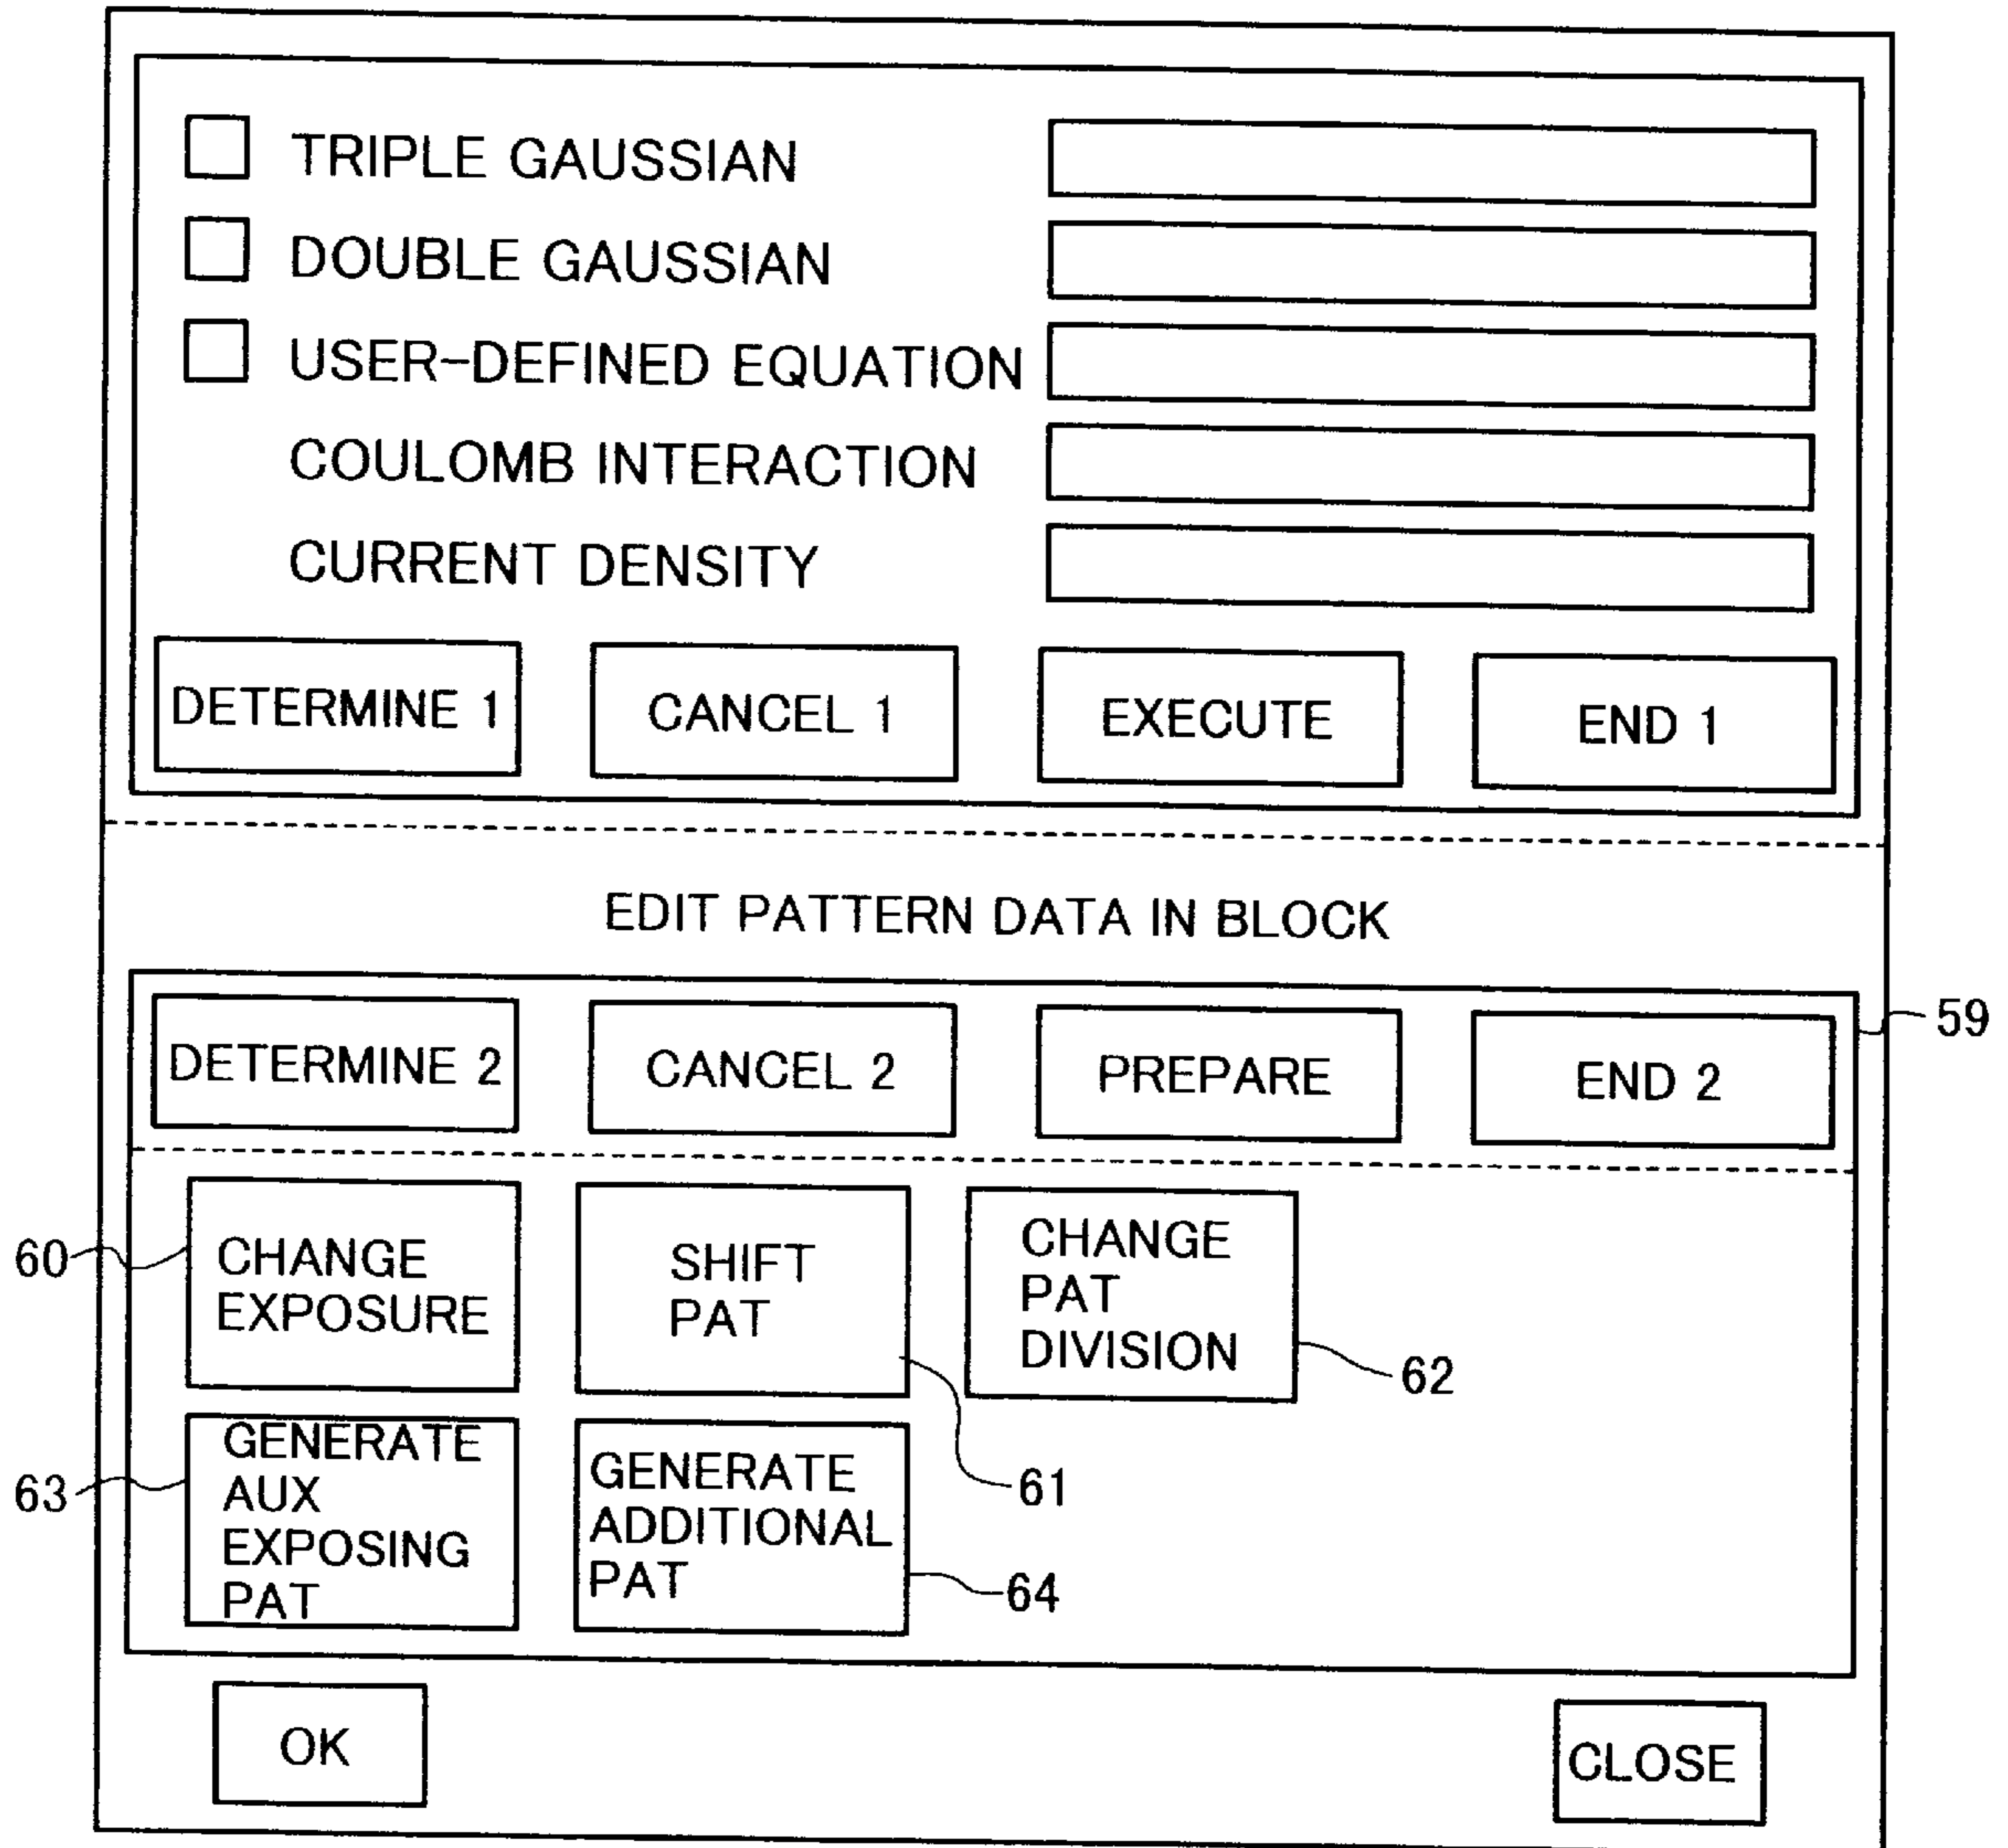 TRIPLE GAUSSIAN
DOUBLE GAUSSIAN
USER-DEFINED EQUATION
COULOMB INTERACTION
CURRENT DENSITY
DETERMINE 1
CANCEL 1
EXECUTE
END 1
EDIT PATTERN DATA IN BLOCK
59
DETERMINE 2
CANCEL 2
PREPARE
END 2
60
CHANGE
EXPOSURE
SHIFT
PAT
61
CHANGE
PAT
DIVISION
62
63
GENERATE
AUX
EXPOSING
PAT
GENERATE
ADDITIONAL
PAT
64
OK
CLOSE